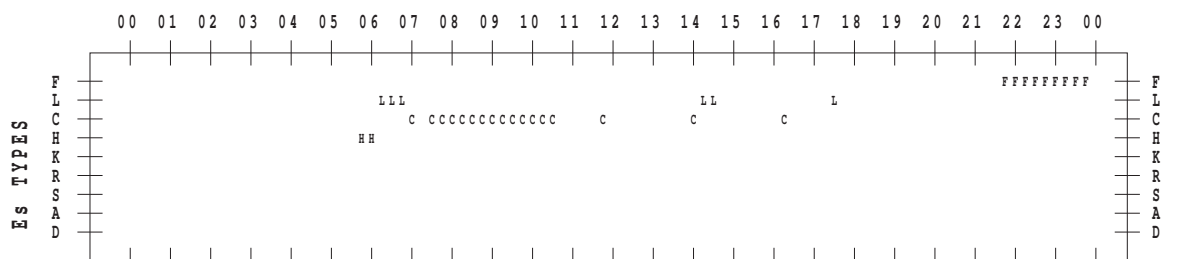 00 01 02 03 04 05 06 07 08 09 10 11 12 13 14 15 16 17 18 19 20 21 22 23 00
F FFFFFFFFF F
L LLL LL L L
C C CCCCCCCCCCCCC C C C C
H HH H
K K
R R
S S
A A
D D
Es TYPES